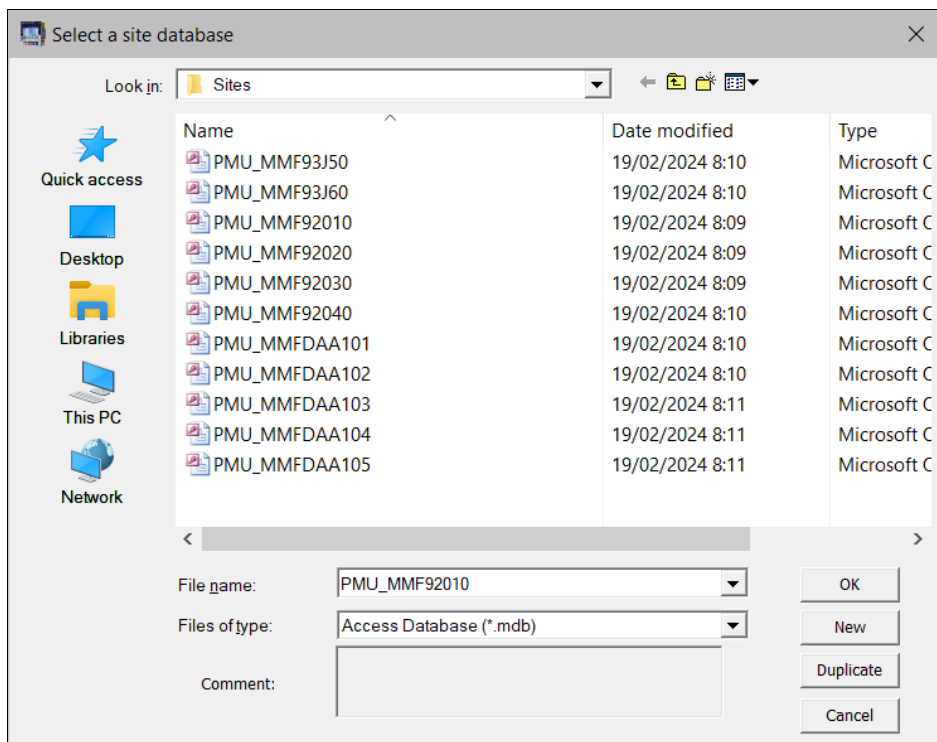 Select a site database
Look in: Sites
Name Date modified Type
PMU_MMF93J50 19/02/2024 8:10 Microsoft C
PMU_MMF93J60 19/02/2024 8:10 Microsoft C
PMU_MMF92010 19/02/2024 8:09 Microsoft C
PMU_MMF92020 19/02/2024 8:09 Microsoft C
PMU_MMF92030 19/02/2024 8:09 Microsoft C
PMU_MMF92040 19/02/2024 8:10 Microsoft C
PMU_MMFDAA101 19/02/2024 8:10 Microsoft C
PMU_MMFDAA102 19/02/2024 8:10 Microsoft C
PMU_MMFDAA103 19/02/2024 8:11 Microsoft C
PMU_MMFDAA104 19/02/2024 8:11 Microsoft C
PMU_MMFDAA105 19/02/2024 8:11 Microsoft C
Quick access
Desktop
Libraries
This PC
Network
File name: PMU_MMF92010 OK
Files of type: Access Database (*.mdb) New
Duplicate
Comment:
Cancel